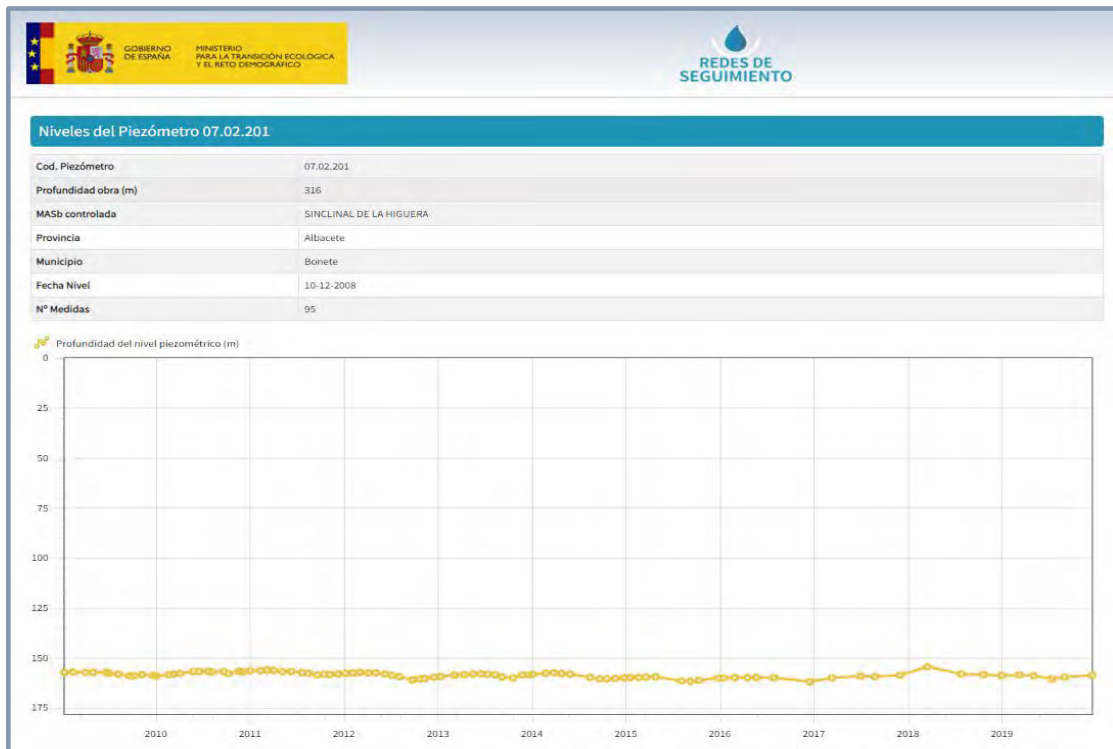 GOBIERNO
DE ESPAÑA
MINISTERIO
PARA LA TRANSICIÓN ECOLÓGICA
Y EL RETO DEMOGRÁFICO
REDES DE
SEGUIMIENTO
Niveles del Piezómetro 07.02.201
Cod. Piezómetro 07.02.201
Profundidad obra (m) 316
MASb controlada SINCLINAL DE LA HIGUERA
Provincia Albacete
Municipio Bonete
Fecha Nivel 10-12-2008
Nº Medidas 95
Profundidad del nivel piezométrico (m)
0
25
50
75
100
125
150
175
2010 2011 2012 2013 2014 2015 2016 2017 2018 2019